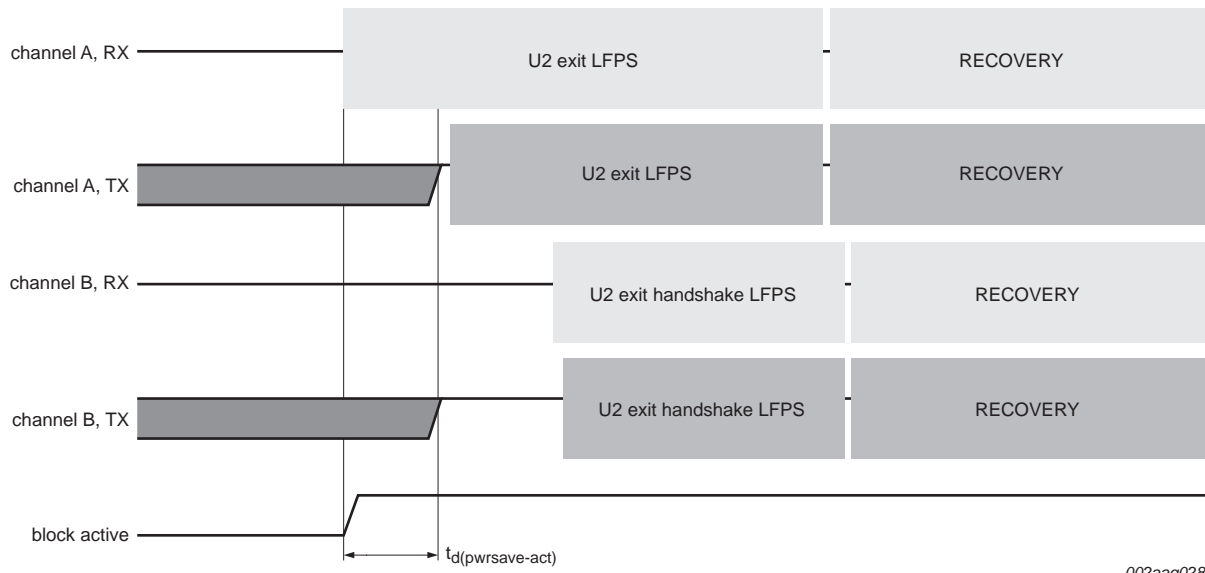 channel A, RX
U2 exit LFPS
RECOVERY
channel A, TX
U2 exit LFPS
RECOVERY
channel B, RX
U2 exit handshake LFPS
RECOVERY
channel B, TX
U2 exit handshake LFPS
RECOVERY
block active
td(pwrsave-act)
002aag028